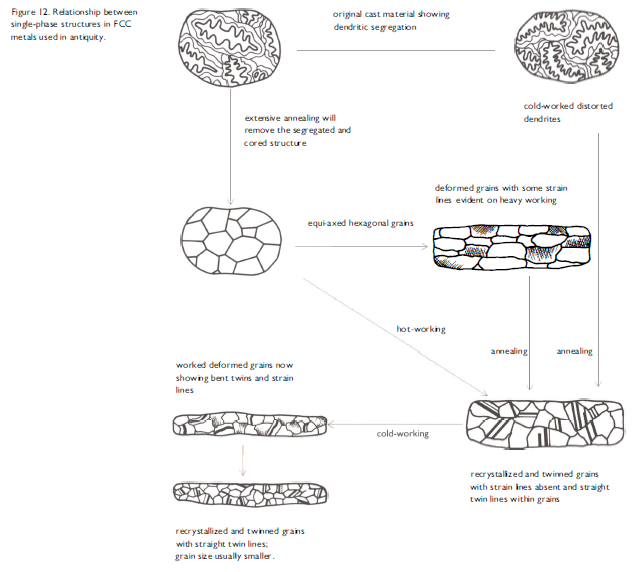 Figure 12. Relationship between
single-phase structures in FCC
metals used in antiquity.
original cast material showing
dendritic segregation
cold-worked distorted
dendrites
extensive annealing will
remove the segregated and
cored structure
deformed grains with some strain
lines evident on heavy working
equi-axed hexagonal grains
hot-working
annealing
annealing
worked deformed grains now
showing bent twins and strain
lines
cold-working
recrystallized and twinned grains
with strain lines absent and straight
twin lines within grains
recrystallized and twinned grains
with straight twin lines;
grain size usually smaller.